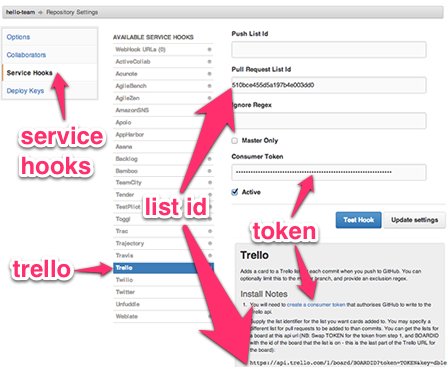 hello-team
Repository Settings
Options
Collaborators
Service Hooks
Deploy Keys
service
hooks
trello
AVAILABLE SERVICE HOOKS
WebHook URLs (0)
ActiveCollab
Acunote
AgileBench
AgileZen
AmazonSNS
Apolo
AppHarbor
Asana
Backlog
Bamboo
TeamCity
Tender
TestPilot
Toggl
Trac
Trajectory
Travis
Trello
Twilio
Twitter
Unfuddle
Weblate
list id
Push List Id
Pull Request List Id
510bce455d5a197b4e003dd0
Ignore Regex
Master Only
Consumer Token
Active
token
Test Hook
Update settings
Trello
Adds a card to a Trello list each commit when you push to GitHub. You can
optionally limit this to the master branch, and provide an exclusion regex.
Install Notes
1. You will need to create a consumer token that authorises GitHub to write to the
Trello api.
supply the list identifier for the list you want cards added to. You may specify a
different list for pull requests to be added to than commits. You can get the lists for
board at this api url (NB: Swap TOKEN for the token from step 1, and BOARDID
with the id of the board that the list is on - this is the last part of the Trello URL for
the board):
https://api.trello.com/1/board/BOARDID?token=TOKEN&key=db1e